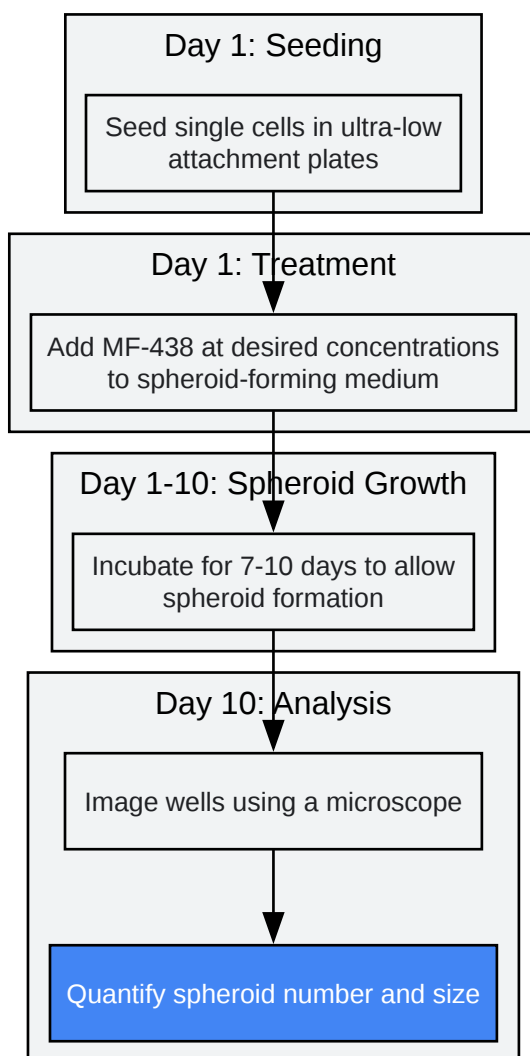 Day 1: Seeding
Seed single cells in ultra-low
attachment plates
Day 1: Treatment
Add MF-438 at desired concentrations
to spheroid-forming medium
Day 1-10: Spheroid Growth
Incubate for 7-10 days to allow
spheroid formation
Day 10: Analysis
Image wells using a microscope
Quantify spheroid number and size